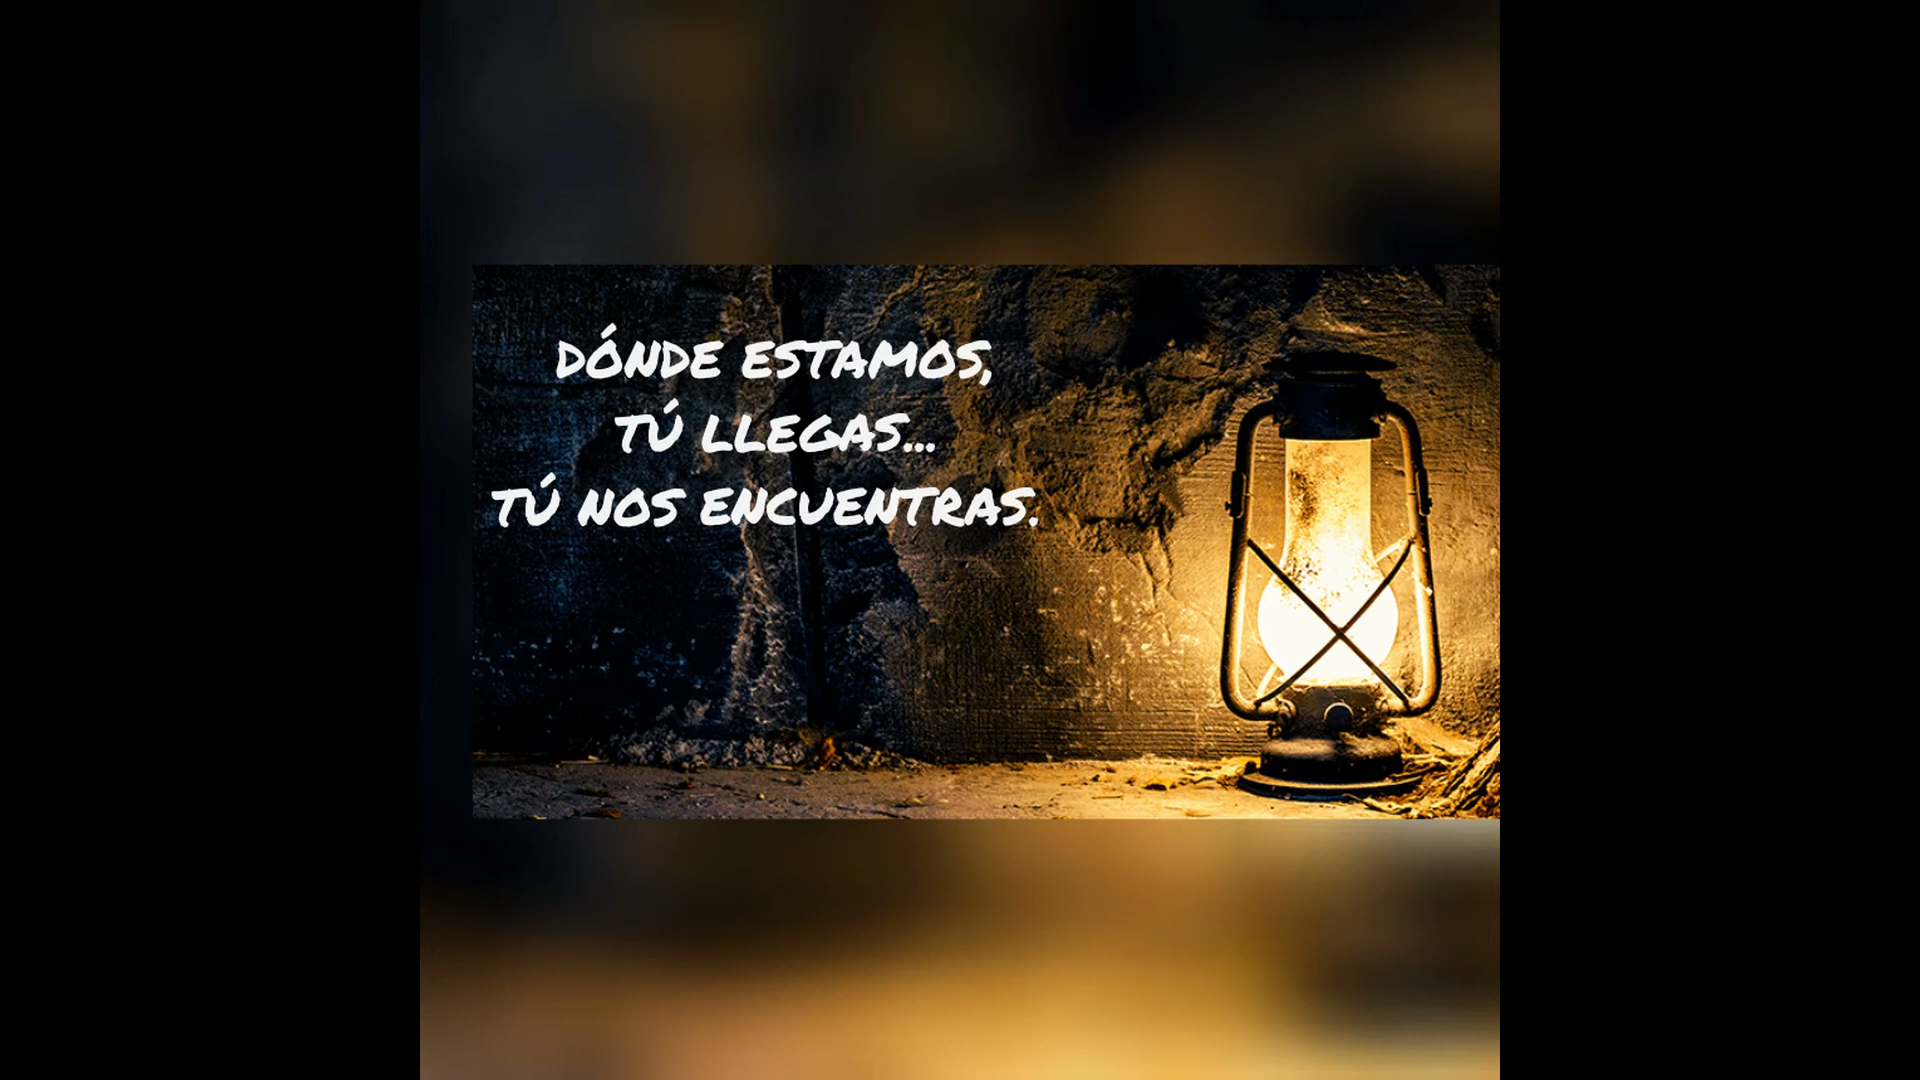 DÓNDE ESTAMOS,
TÚ LLEGAS...
TÚ NOS ENCUENTRAS.